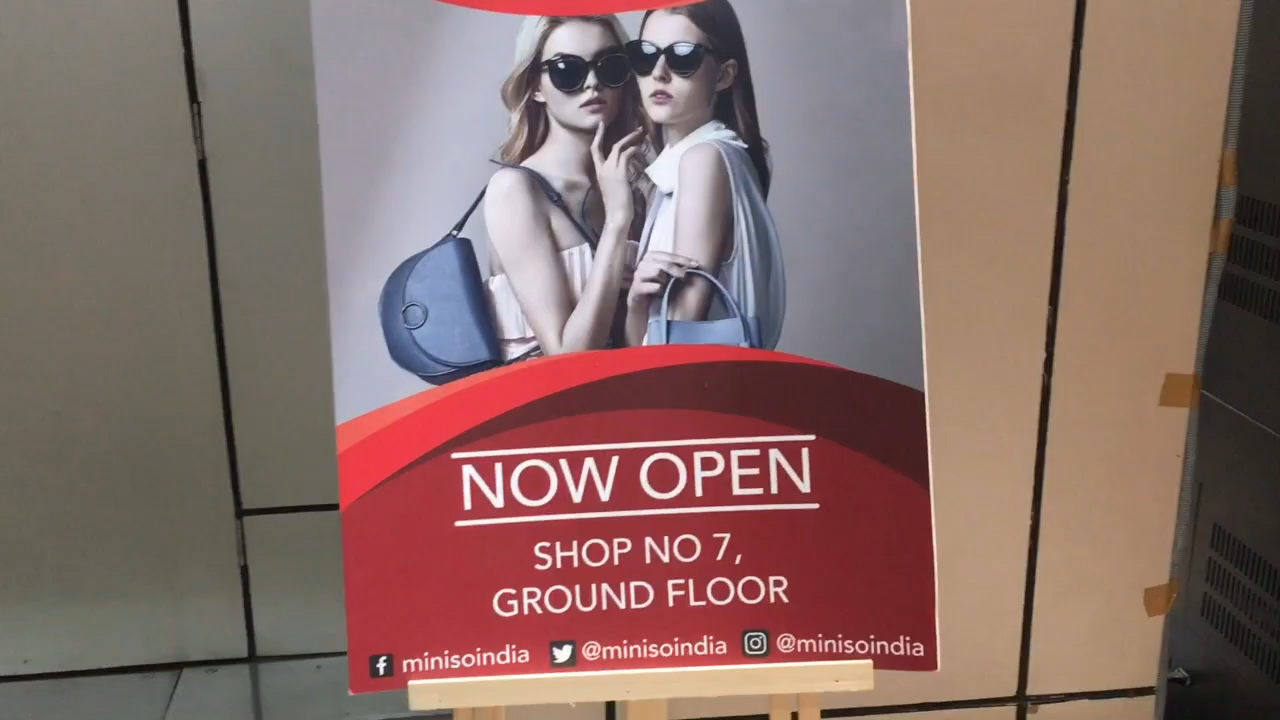 NOW OPEN
SHOP NO 7,
GROUND FLOOR
minisoindia @minisoindia @minisoindia